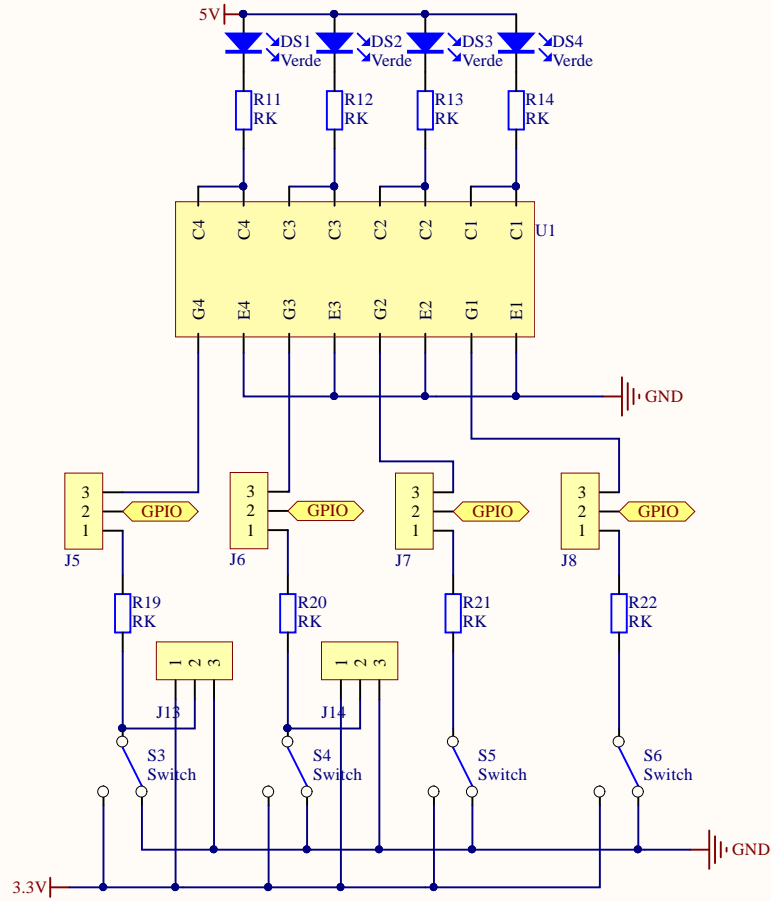 5V
DS1
Verde
DS2
Verde
DS3
Verde
DS4
Verde
R11
RK
R12
RK
R13
RK
R14
RK
C4
C4
C3
C3
C2
C2
C1
C1
U1
G4
E4
G3
E3
G2
E2
G1
E1
GND
3
2
1
GPIO
J5
3
2
1
GPIO
J6
3
2
1
GPIO
J7
3
2
1
GPIO
J8
R19
RK
R20
RK
R21
RK
R22
RK
1
2
3
J13
1
2
3
J14
S3
Switch
S4
Switch
S5
Switch
S6
Switch
GND
3.3V